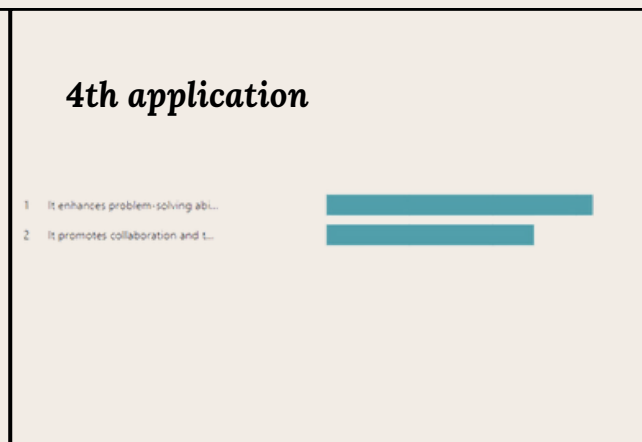 4th application
1 It enhances problem-solving abi...
2 It promotes collaboration and t...